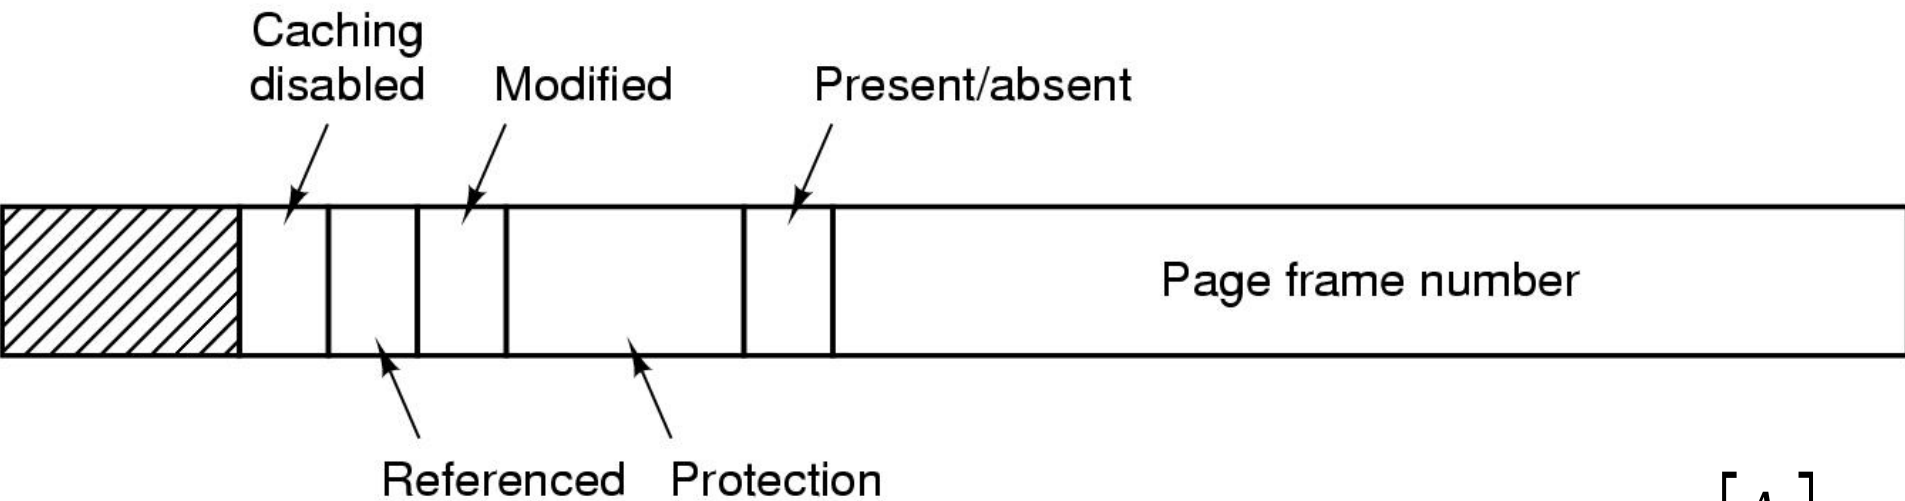 Caching
disabled
Modified
Present/absent
Page frame number
Referenced
Protection